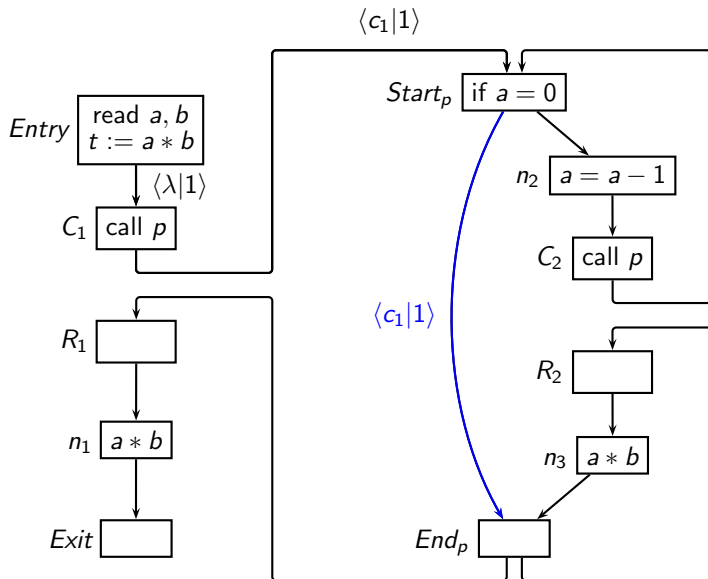 ⟨c₁|1⟩
Start_p if a = 0
Entry read a, b
t := a ∗ b
⟨λ|1⟩
n₂ a = a − 1
C₁ call p
C₂ call p
⟨c₁|1⟩
R₁
R₂
n₁ a ∗ b
n₃ a ∗ b
Exit
End_p